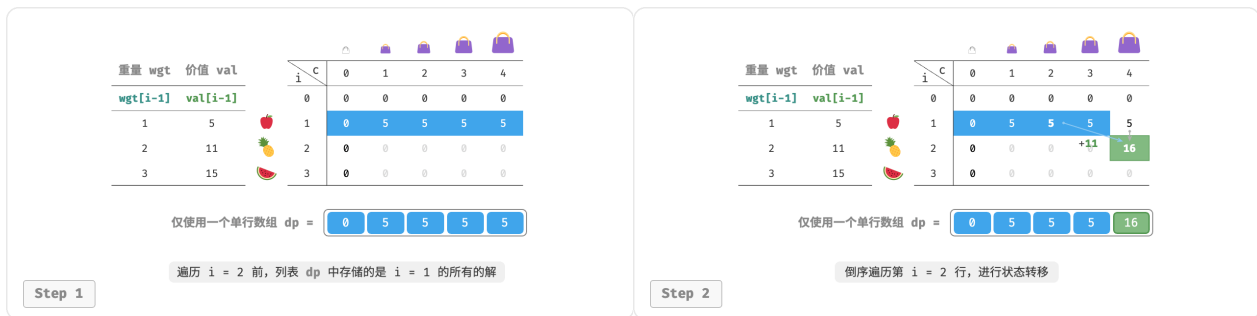 重量 wgt 价值 val
i c 0 1 2 3 4
wgt[i-1] val[i-1]
0 0 0 0 0 0
1 5
1 0 5 5 5 5
2 11
2 0 0 0 0 0
3 15
3 0 0 0 0 0
仅使用一个单行数组 dp = 0 5 5 5 5
遍历 i = 2 前，列表 dp 中存储的是 i = 1 的所有的解
Step 1
重量 wgt 价值 val
i c 0 1 2 3 4
wgt[i-1] val[i-1]
0 0 0 0 0 0
1 5
1 0 5 5 5 5
+11
2 11
2 0 0 0 0 16
3 15
3 0 0 0 0 0
仅使用一个单行数组 dp = 0 5 5 5 16
倒序遍历第 i = 2 行，进行状态转移
Step 2